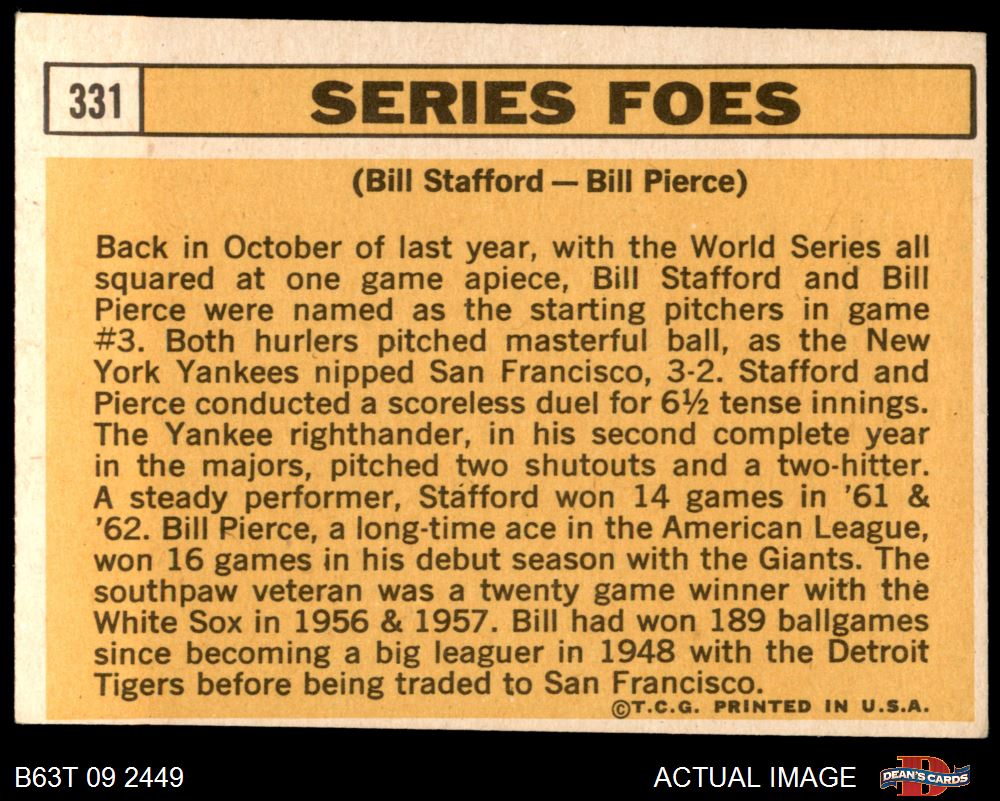 331 SERIES FOES
(Bill Stafford — Bill Pierce)
Back in October of last year, with the World Series all
squared at one game apiece, Bill Stafford and Bill
Pierce were named as the starting pitchers in game
#3. Both hurlers pitched masterful ball, as the New
York Yankees nipped San Francisco, 3-2. Stafford and
Pierce conducted a scoreless duel for 6½ tense innings.
The Yankee righthander, in his second complete year
in the majors, pitched two shutouts and a two-hitter.
A steady performer, Stafford won 14 games in '61 &
'62. Bill Pierce, a long-time ace in the American League,
won 16 games in his debut season with the Giants. The
southpaw veteran was a twenty game winner with the
White Sox in 1956 & 1957. Bill had won 189 ballgames
since becoming a big leaguer in 1948 with the Detroit
Tigers before being traded to San Francisco.
©T.C.G. PRINTED IN U.S.A.
B63T 09 2449 ACTUAL IMAGE DEAN'S CARDS